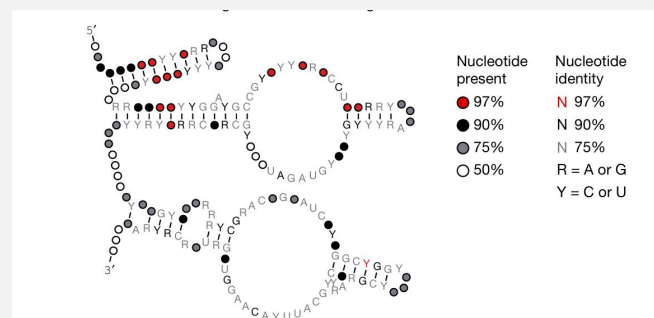 5'
Y Y Y R R
Y Y Y Y
R R Y Y G G A Y G C
Y Y R Y R R C R C G
G Y Y Y R C C U
R R Y
G Y Y Y R A
Y
U A G A U G Y G
3'
Y G Y R R R Y C G
A R Y R C R U R G
G R A C G A U C Y
G G C Y G G Y
C Y R A R G C Y
U G G A A C A Y U U A C G
Nucleotide present
97%
90%
75%
50%
Nucleotide identity
N 97%
N 90%
N 75%
R = A or G
Y = C or U